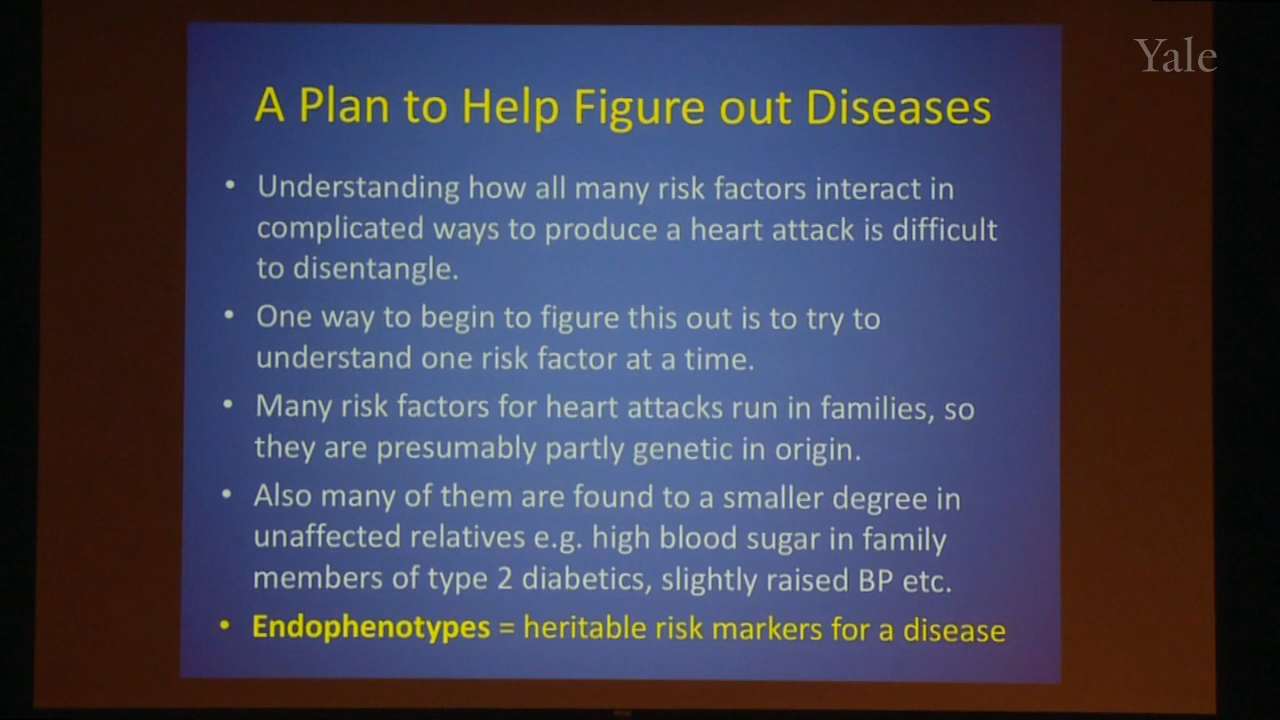 Yale
A Plan to Help Figure out Diseases
• Understanding how all many risk factors interact in
complicated ways to produce a heart attack is difficult
to disentangle.
• One way to begin to figure this out is to try to
understand one risk factor at a time.
• Many risk factors for heart attacks run in families, so
they are presumably partly genetic in origin.
• Also many of them are found to a smaller degree in
unaffected relatives e.g. high blood sugar in family
members of type 2 diabetics, slightly raised BP etc.
• Endophenotypes = heritable risk markers for a disease